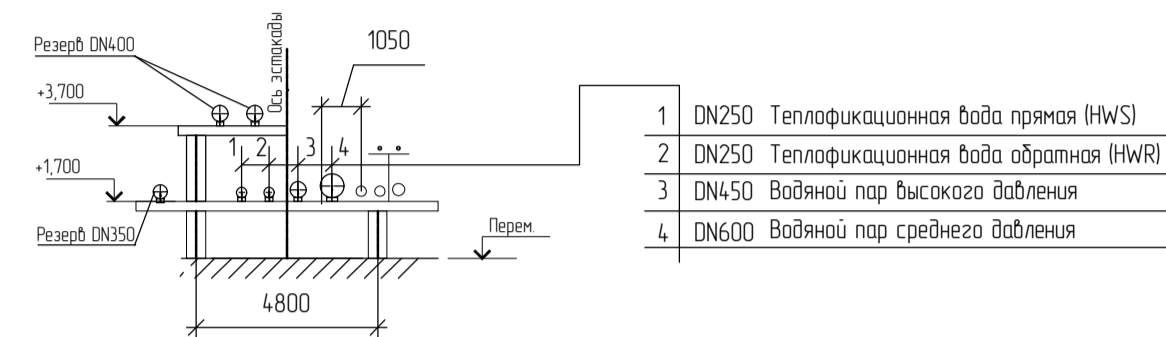 Резерв DN400
+3,700
Ось эстакады
1050
1 2 3 4
+1,700
Резерв DN350
Перем.
4800
1 DN250 Теплофикационная вода прямая (HWS)
2 DN250 Теплофикационная вода обратная (HWR)
3 DN450 Водяной пар высокого давления
4 DN600 Водяной пар среднего давления